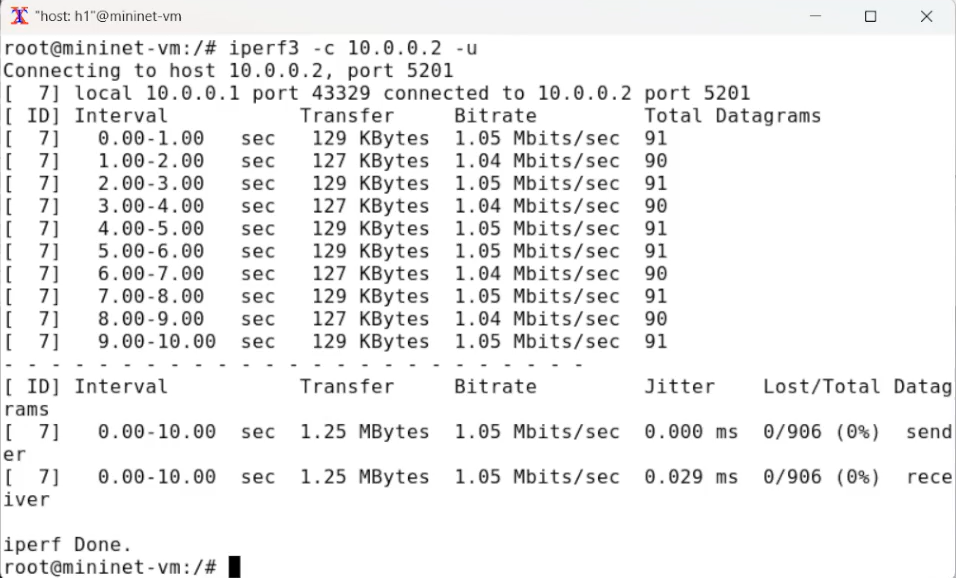 "host: h1"@mininet-vm
root@mininet-vm:/# iperf3 -c 10.0.0.2 -u
Connecting to host 10.0.0.2, port 5201
[  7] local 10.0.0.1 port 43329 connected to 10.0.0.2 port 5201
[ ID] Interval           Transfer     Bitrate         Total Datagrams
[  7]   0.00-1.00   sec   129 KBytes  1.05 Mbits/sec  91
[  7]   1.00-2.00   sec   127 KBytes  1.04 Mbits/sec  90
[  7]   2.00-3.00   sec   129 KBytes  1.05 Mbits/sec  91
[  7]   3.00-4.00   sec   127 KBytes  1.04 Mbits/sec  90
[  7]   4.00-5.00   sec   129 KBytes  1.05 Mbits/sec  91
[  7]   5.00-6.00   sec   129 KBytes  1.05 Mbits/sec  91
[  7]   6.00-7.00   sec   127 KBytes  1.04 Mbits/sec  90
[  7]   7.00-8.00   sec   129 KBytes  1.05 Mbits/sec  91
[  7]   8.00-9.00   sec   127 KBytes  1.04 Mbits/sec  90
[  7]   9.00-10.00  sec   129 KBytes  1.05 Mbits/sec  91
- - - - - - - - - - - - - - - - - - - - - - - - -
[ ID] Interval           Transfer     Bitrate         Jitter    Lost/Total Datag
rams
[  7]   0.00-10.00  sec  1.25 MBytes  1.05 Mbits/sec  0.000 ms  0/906 (0%)  send
er
[  7]   0.00-10.00  sec  1.25 MBytes  1.05 Mbits/sec  0.029 ms  0/906 (0%)  rece
iver

iperf Done.
root@mininet-vm:/#